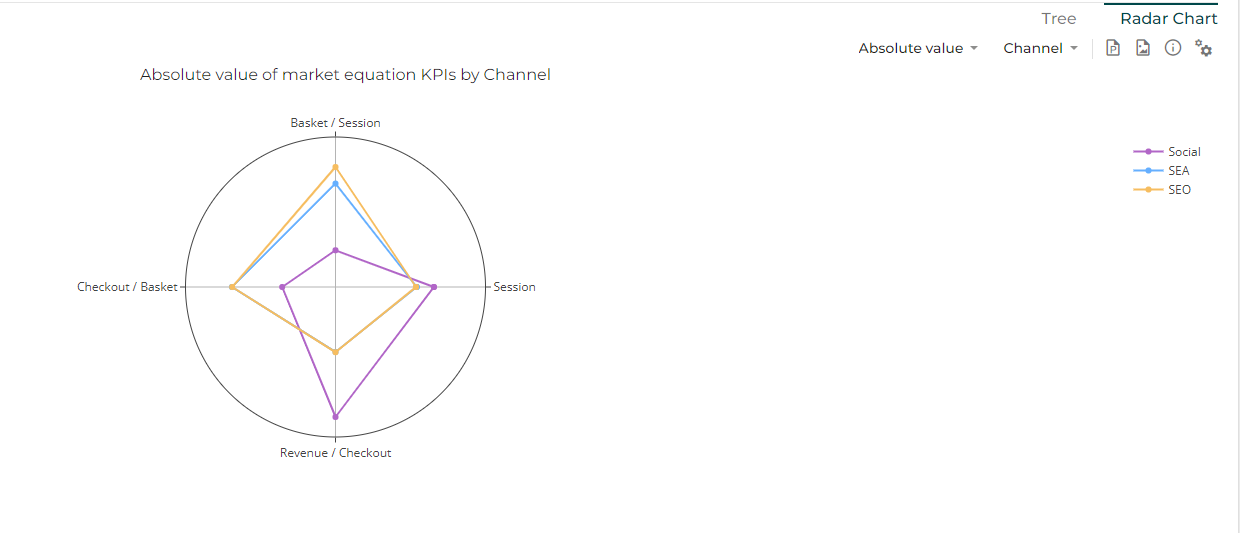 Tree
Radar Chart
Absolute value
Channel
Absolute value of market equation KPIs by Channel
Basket / Session
Social
SEA
SEO
Checkout / Basket
Session
Revenue / Checkout